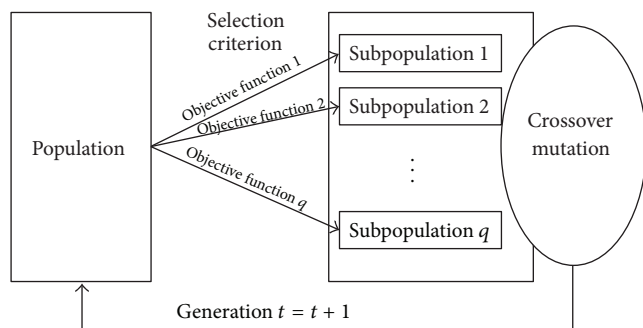 Selection
criterion
Population
Objective function 1
Objective function 2
Objective function q
Subpopulation 1
Subpopulation 2
⋮
Subpopulation q
Crossover
mutation
Generation t = t + 1